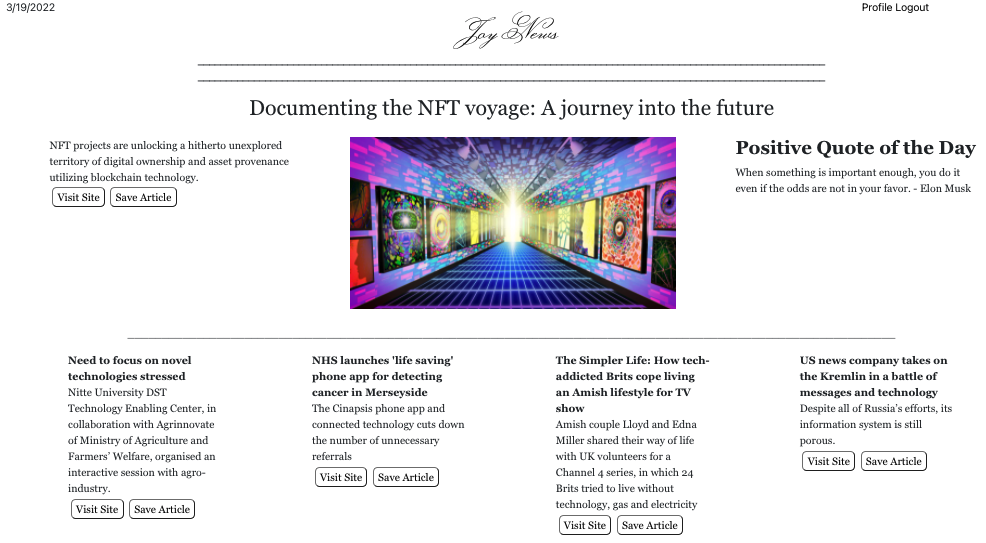 3/19/2022
Profile Logout
Joy News
Documenting the NFT voyage: A journey into the future
NFT projects are unlocking a hitherto unexplored
territory of digital ownership and asset provenance
utilizing blockchain technology.
Visit Site Save Article
Positive Quote of the Day
When something is important enough, you do it
even if the odds are not in your favor. - Elon Musk
Need to focus on novel
technologies stressed
Nitte University DST
Technology Enabling Center, in
collaboration with Agrinnovate
of Ministry of Agriculture and
Farmers’ Welfare, organised an
interactive session with agro-
industry.
Visit Site Save Article
NHS launches 'life saving'
phone app for detecting
cancer in Merseyside
The Cinapsis phone app and
connected technology cuts down
the number of unnecessary
referrals
Visit Site Save Article
The Simpler Life: How tech-
addicted Brits cope living
an Amish lifestyle for TV
show
Amish couple Lloyd and Edna
Miller shared their way of life
with UK volunteers for a
Channel 4 series, in which 24
Brits tried to live without
technology, gas and electricity
Visit Site Save Article
US news company takes on
the Kremlin in a battle of
messages and technology
Despite all of Russia’s efforts, its
information system is still
porous.
Visit Site Save Article